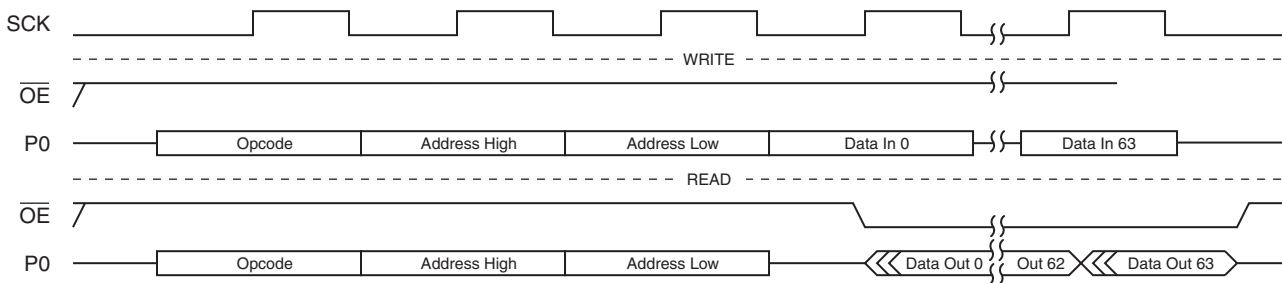 SCK
WRITE
OE
P0 Opcode Address High Address Low Data In 0 Data In 63
READ
OE
P0 Opcode Address High Address Low Data Out 0 Out 62 Data Out 63